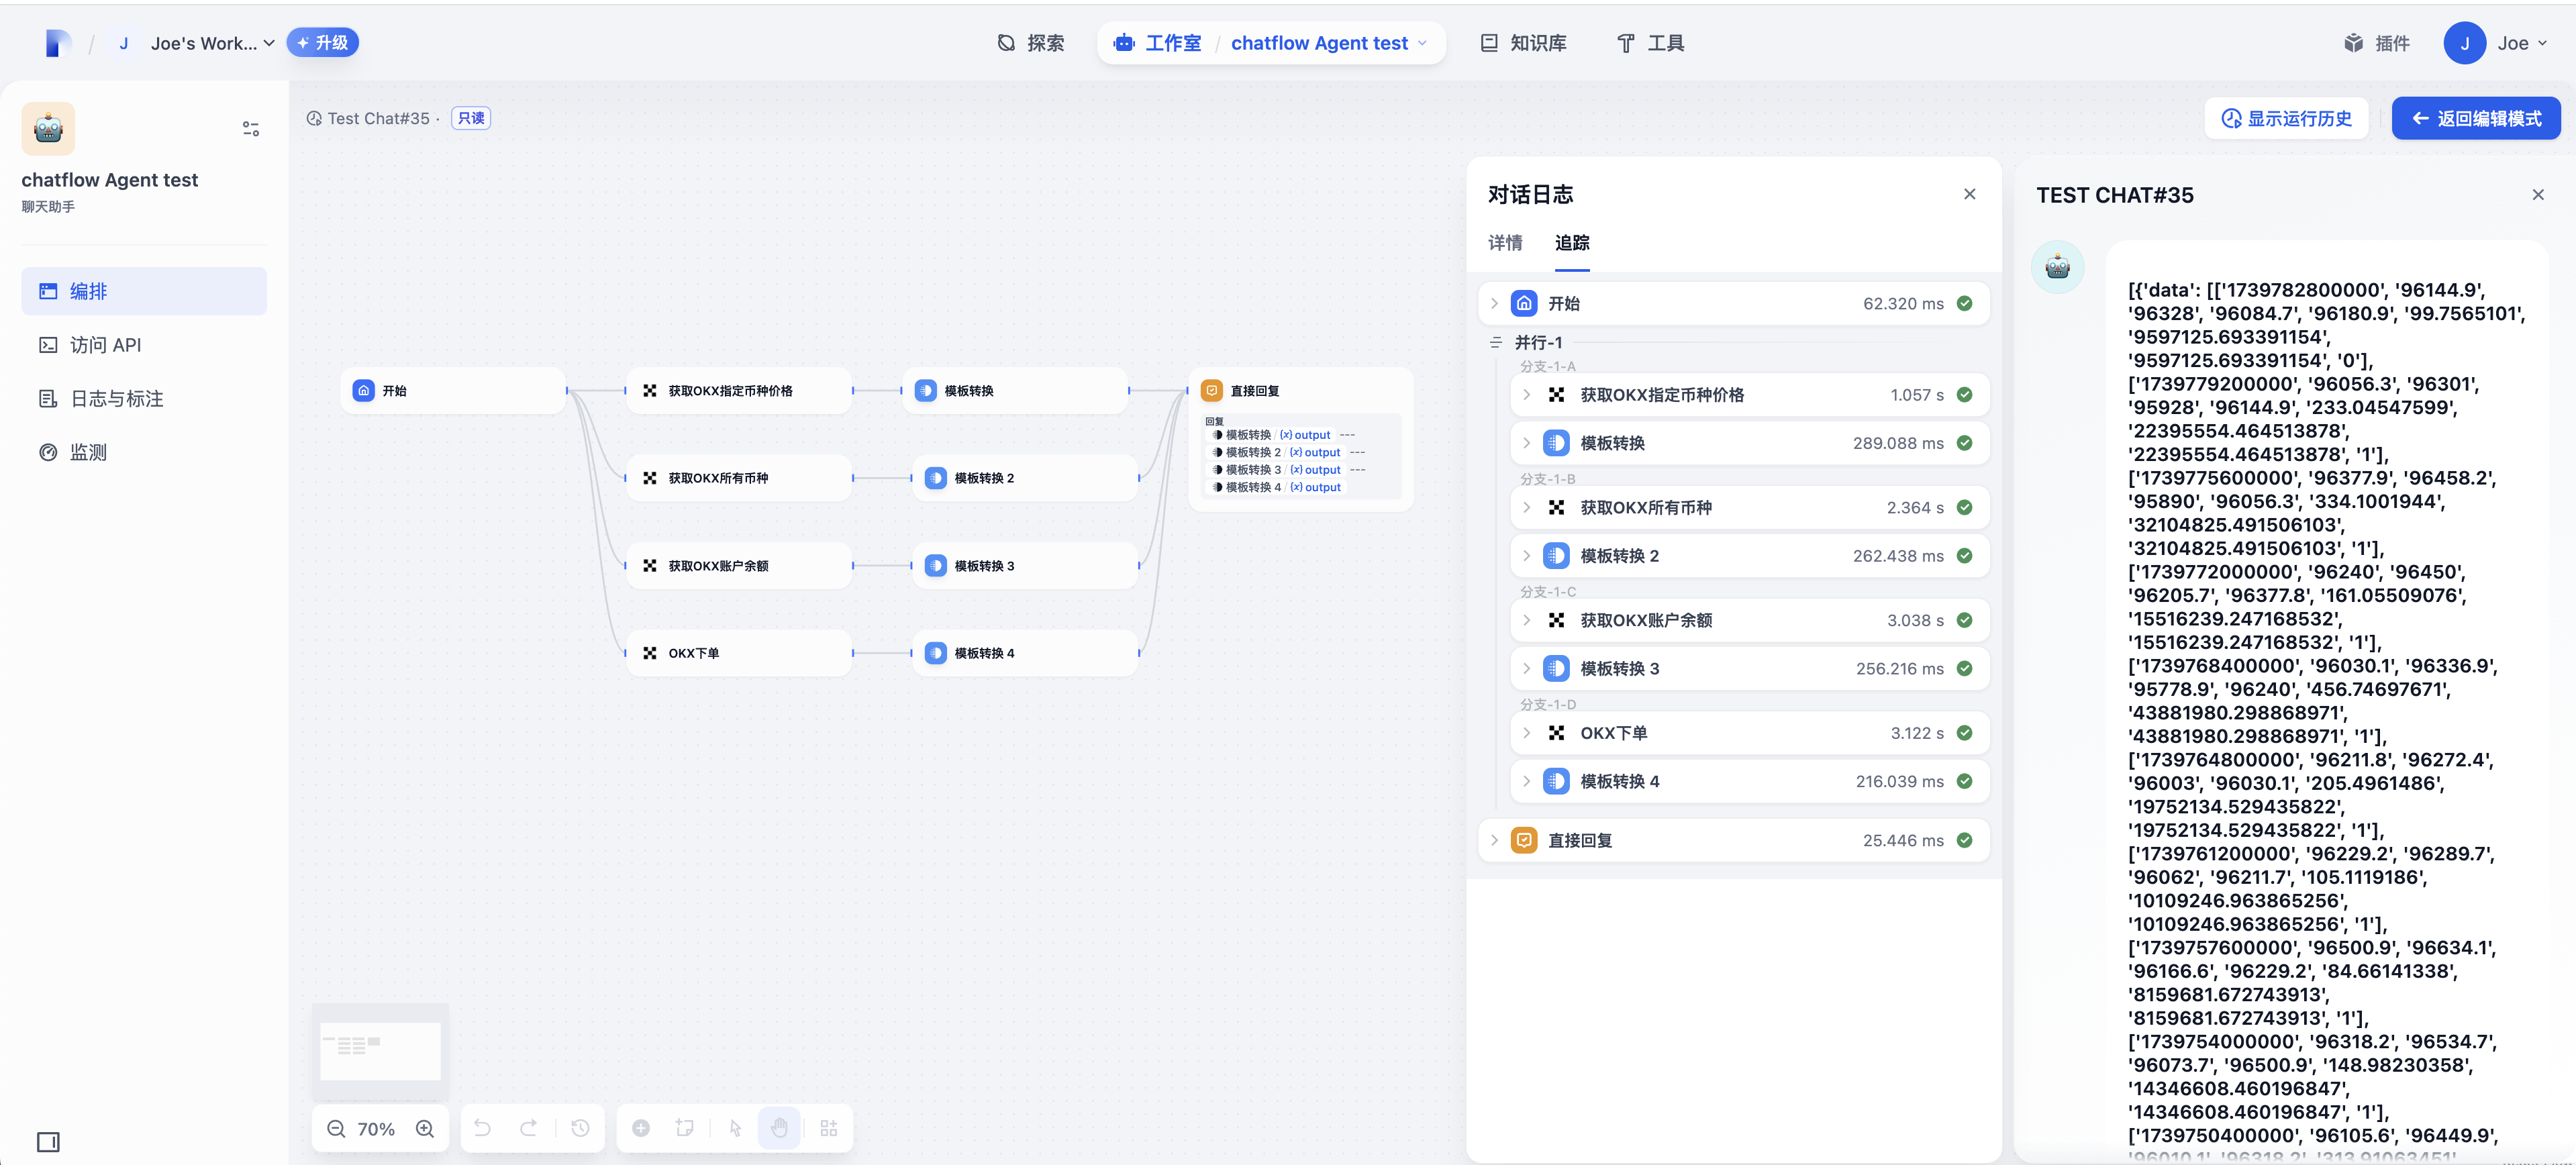 J Joe's Work... 升级
探索
工作室 / chatflow Agent test
知识库
工具
插件
J Joe
chatflow Agent test
聊天助手
编排
访问 API
日志与标注
监测
Test Chat#35 · 只读
显示运行历史
返回编辑模式
开始
获取OKX指定币种价格
模板转换
直接回复
回复
模板转换 / (x) output ---
模板转换 2 / (x) output ---
模板转换 3 / (x) output ---
模板转换 4 / (x) output
获取OKX所有币种
模板转换 2
获取OKX账户余额
模板转换 3
OKX下单
模板转换 4
70%
对话日志
详情 追踪
开始 62.320 ms
并行-1
分支-1-A
获取OKX指定币种价格 1.057 s
模板转换 289.088 ms
分支-1-B
获取OKX所有币种 2.364 s
模板转换 2 262.438 ms
分支-1-C
获取OKX账户余额 3.038 s
模板转换 3 256.216 ms
分支-1-D
OKX下单 3.122 s
模板转换 4 216.039 ms
直接回复 25.446 ms
TEST CHAT#35
[{'data': [['1739782800000', '96144.9',
'96328', '96084.7', '96180.9', '99.7565101',
'9597125.693391154',
'9597125.693391154', '0'],
['1739779200000', '96056.3', '96301',
'95928', '96144.9', '233.04547599',
'22395554.464513878',
'22395554.464513878', '1'],
['1739775600000', '96377.9', '96458.2',
'95890', '96056.3', '334.1001944',
'32104825.491506103',
'32104825.491506103', '1'],
['1739772000000', '96240', '96450',
'96205.7', '96377.8', '161.05509076',
'15516239.247168532',
'15516239.247168532', '1'],
['1739768400000', '96030.1', '96336.9',
'95778.9', '96240', '456.74697671',
'43881980.298868971',
'43881980.298868971', '1'],
['1739764800000', '96211.8', '96272.4',
'96003', '96030.1', '205.4961486',
'19752134.529435822',
'19752134.529435822', '1'],
['1739761200000', '96229.2', '96289.7',
'96062', '96211.7', '105.1119186',
'10109246.963865256',
'10109246.963865256', '1'],
['1739757600000', '96500.9', '96634.1',
'96166.6', '96229.2', '84.66141338',
'8159681.672743913',
'8159681.672743913', '1'],
['1739754000000', '96318.2', '96534.7',
'96073.7', '96500.9', '148.98230358',
'14346608.460196847',
'14346608.460196847', '1'],
['1739750400000', '96105.6', '96449.9',
'96010.1', '96318.2', '313.91063451',